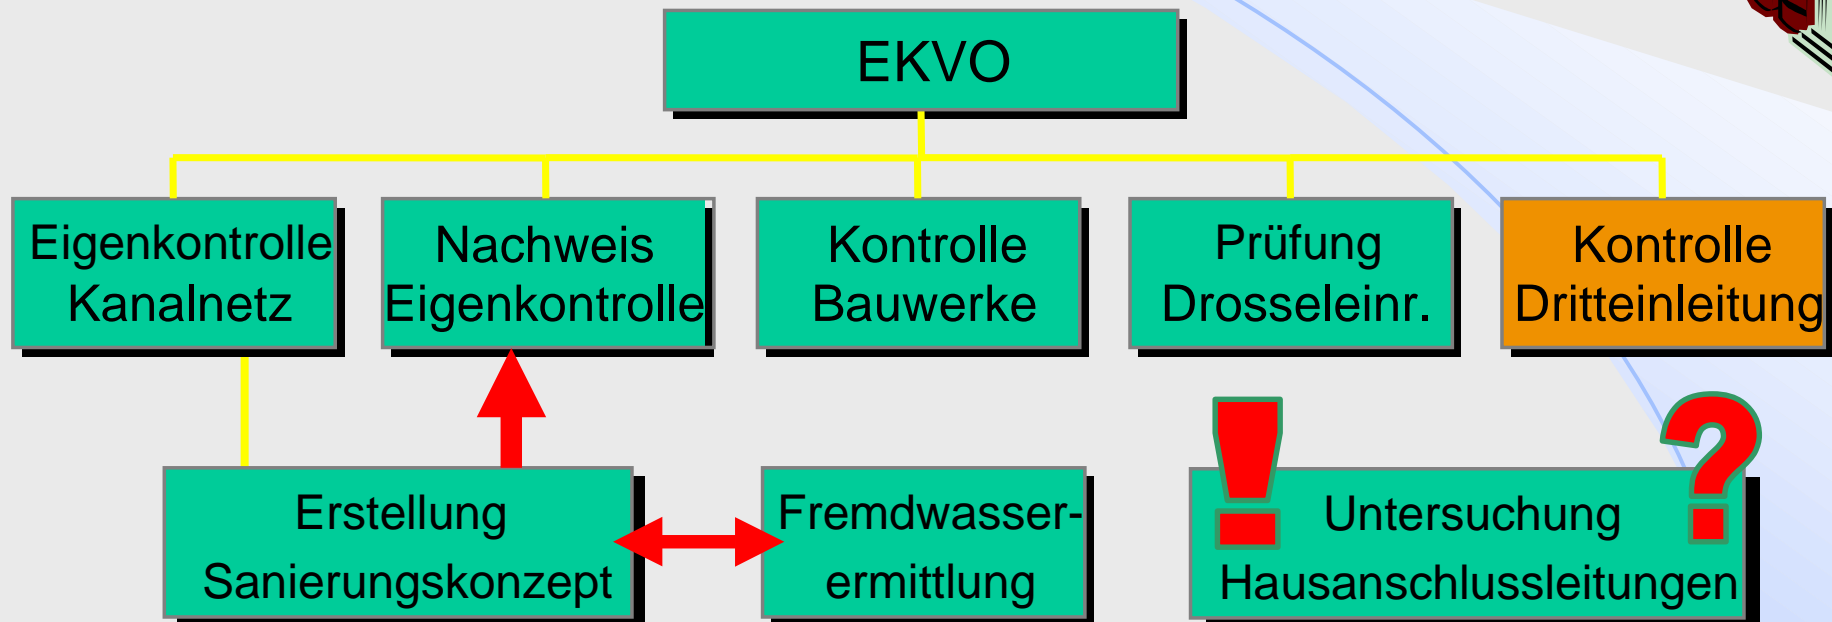 EKVO
Eigenkontrolle
Kanalnetz
Nachweis
Eigenkontrolle
Kontrolle
Bauwerke
Prüfung
Drosseleinr.
Kontrolle
Dritteinleitung
Erstellung
Sanierungskonzept
Fremdwasser-
ermittlung
!
Untersuchung
Hausanschlussleitungen
?